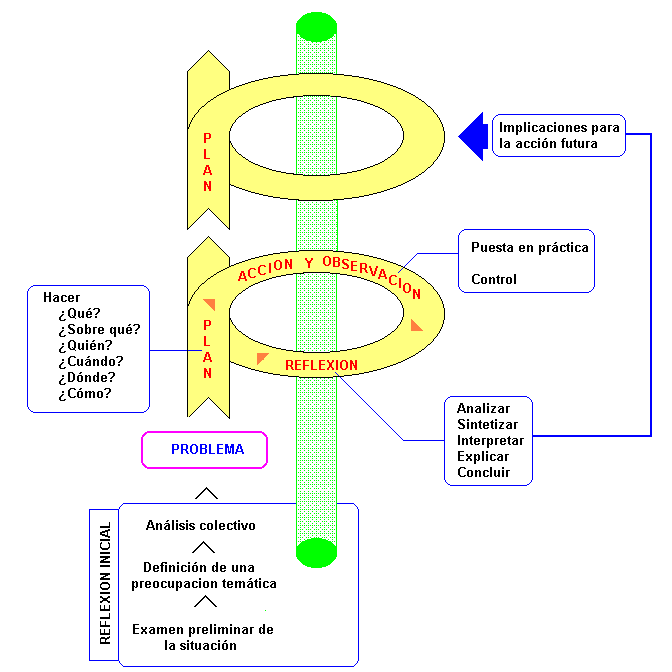 Implicaciones para
la acción futura
PLAN
Puesta en práctica
Control
ACCION Y OBSERVACION
Hacer
¿Qué?
¿Sobre qué?
¿Quién?
¿Cuándo?
¿Dónde?
¿Cómo?
PLAN
REFLEXION
Analizar
Sintetizar
Interpretar
Explicar
Concluir
PROBLEMA
REFLEXION INICIAL
Análisis colectivo
Definición de una
preocupacion temática
Examen preliminar de
la situación